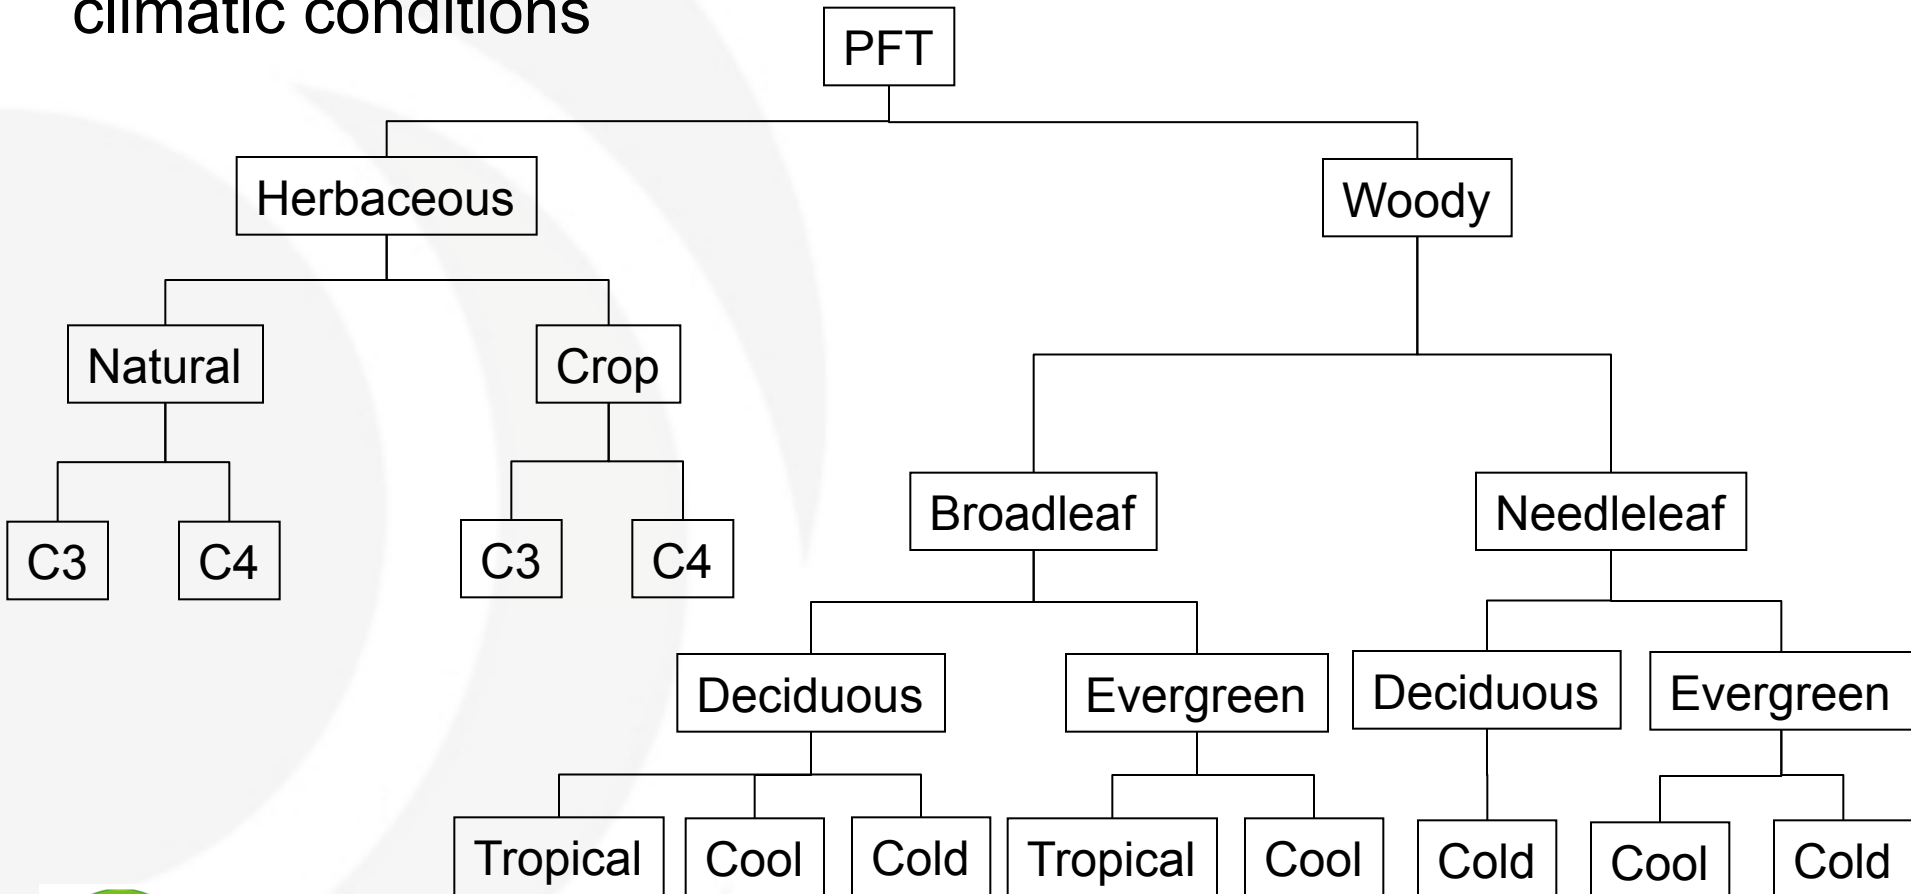 climatic conditions
PFT
Herbaceous
Woody
Natural
Crop
Broadleaf
Needleleaf
C3
C4
C3
C4
Deciduous
Evergreen
Deciduous
Evergreen
Tropical
Cool
Cold
Tropical
Cool
Cold
Cool
Cold